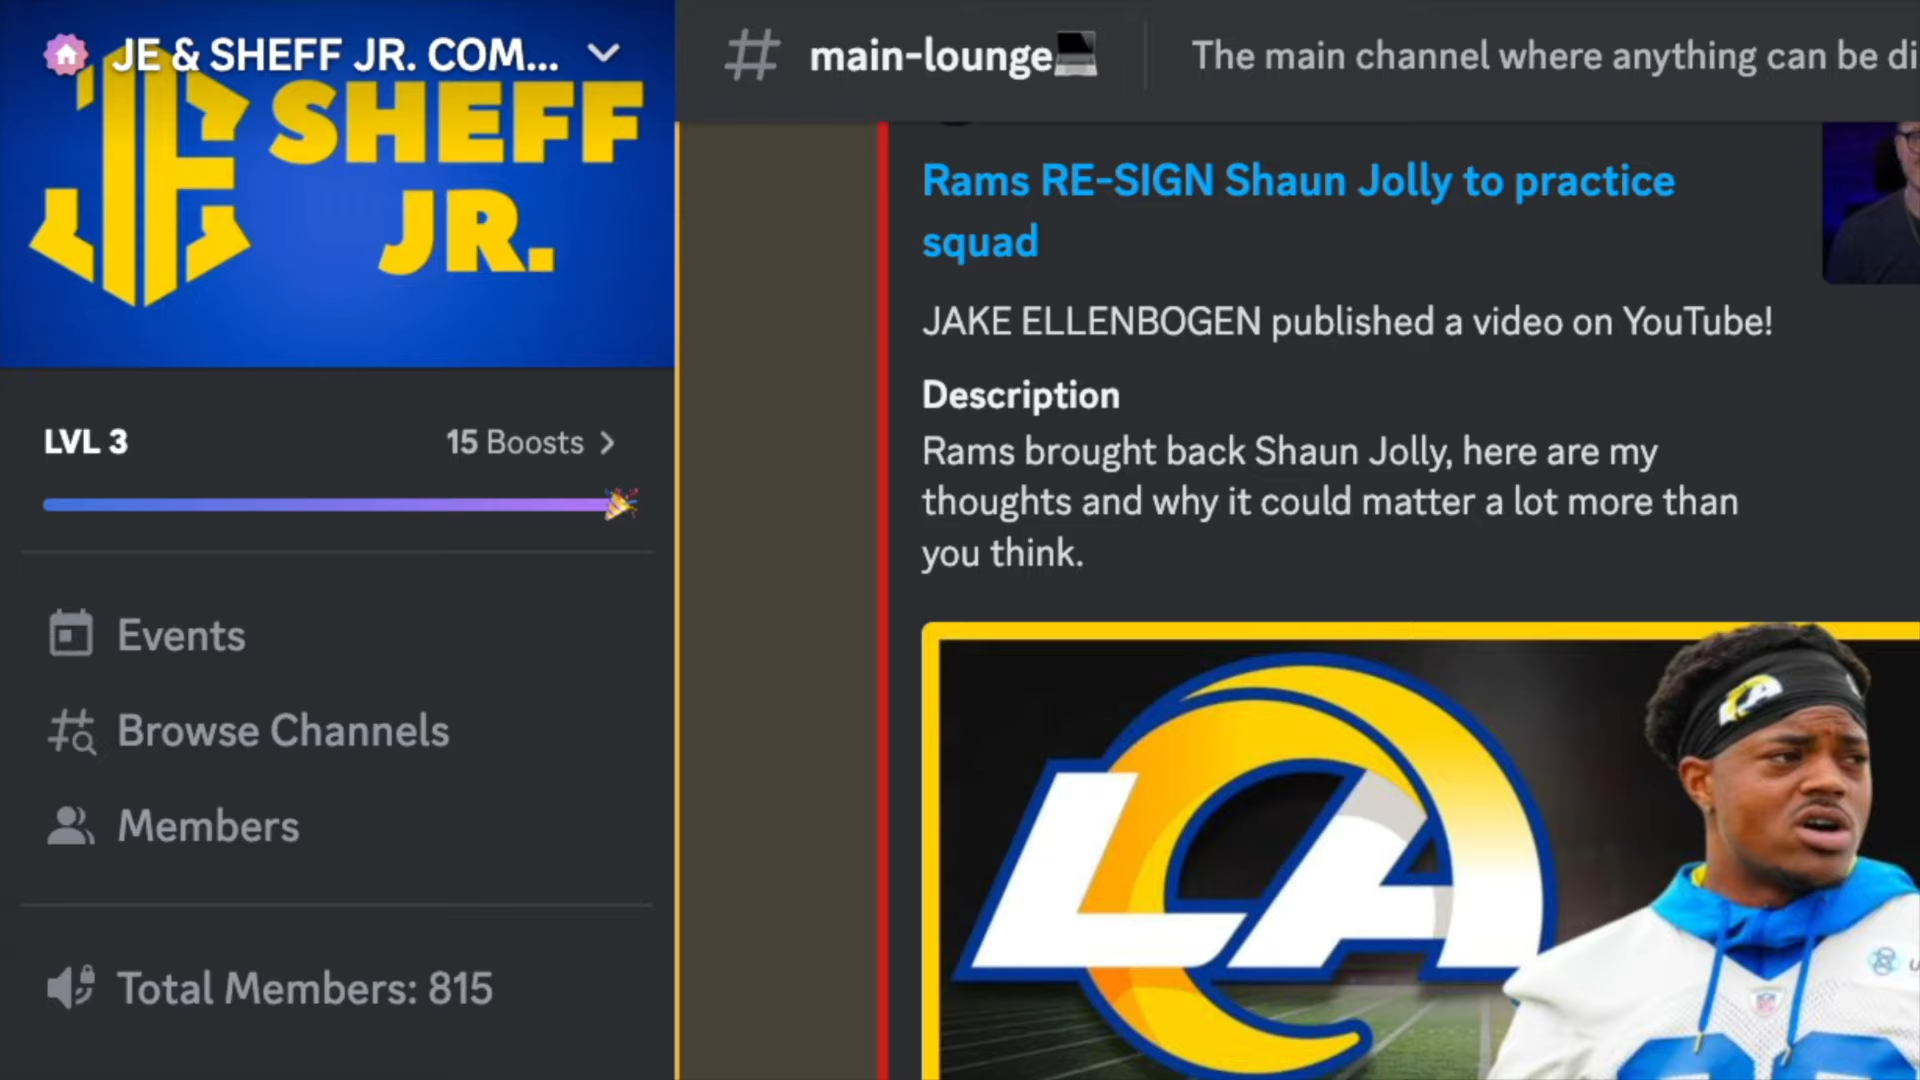 JE & SHEFF JR. COM...
SHEFF
JR.
LVL 3
15 Boosts
Events
Browse Channels
Members
Total Members: 815
main-lounge
The main channel where anything can be di
Rams RE-SIGN Shaun Jolly to practice
squad
JAKE ELLENBOGEN published a video on YouTube!
Description
Rams brought back Shaun Jolly, here are my
thoughts and why it could matter a lot more than
you think.
LA